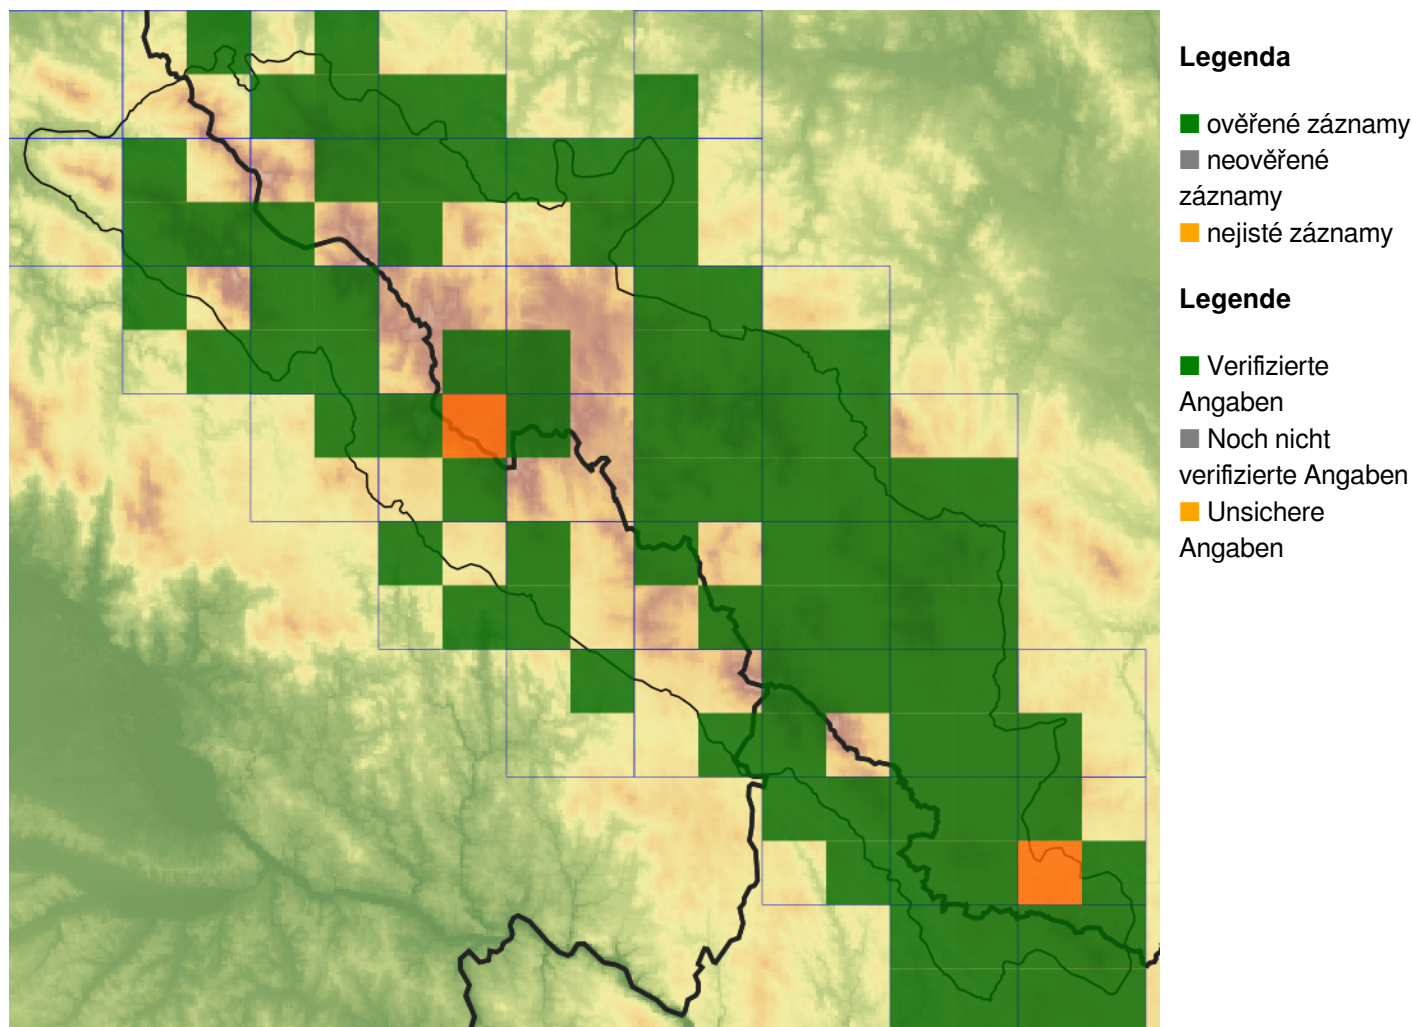 Legenda
ověřené záznamy
neověřené
záznamy
nejisté záznamy
Legende
Verifizierte
Angaben
Noch nicht
verifizierte Angaben
Unsichere
Angaben